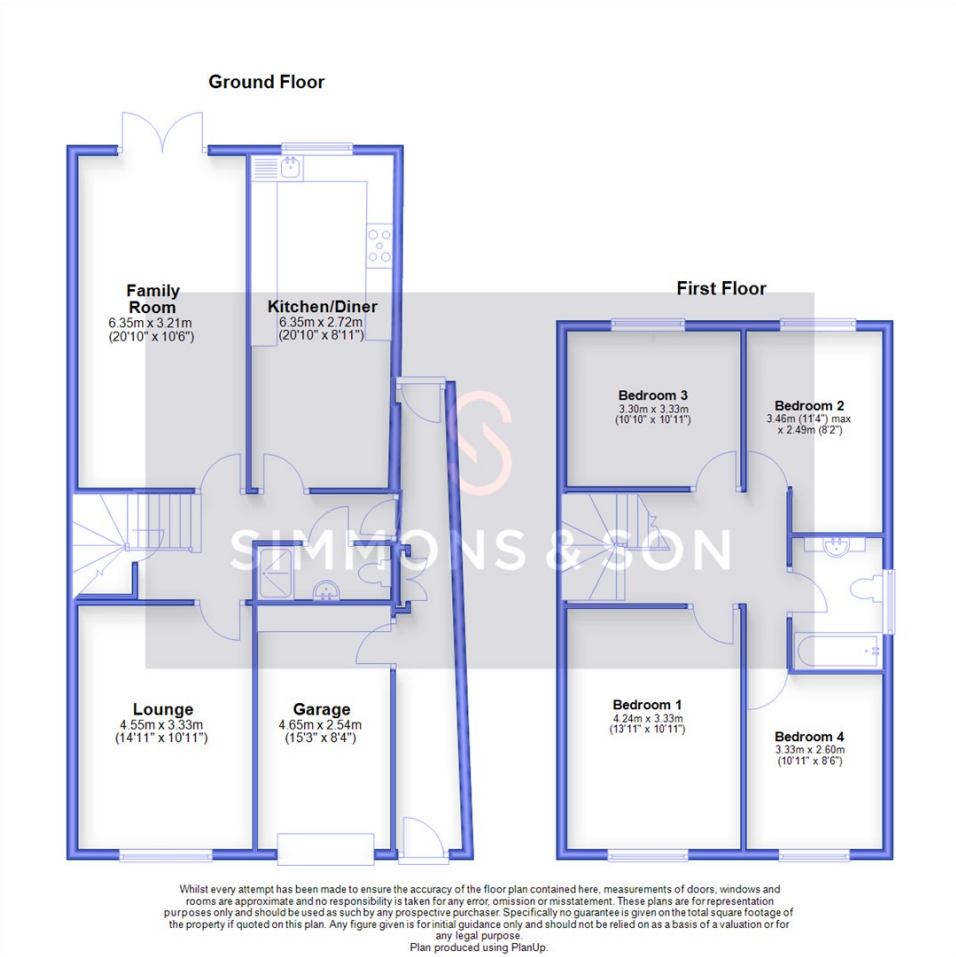 Ground Floor
Family
Room
6.35m x 3.21m
(20'10" x 10'6")
Kitchen/Diner
6.35m x 2.72m
(20'10" x 8'11")
Lounge
4.55m x 3.33m
(14'11" x 10'11")
Garage
4.65m x 2.54m
(15'3" x 8'4")
First Floor
Bedroom 3
3.30m x 3.33m
(10'10" x 10'11")
Bedroom 2
3.46m (11'4") max
x 2.49m (8'2")
Bedroom 1
4.24m x 3.33m
(13'11" x 10'11")
Bedroom 4
3.33m x 2.60m
(10'11" x 8'6")
SIMMONS & SON
Whilst every attempt has been made to ensure the accuracy of the floor plan contained here, measurements of doors, windows and
rooms are approximate and no responsibility is taken for any error, omission or misstatement. These plans are for representation
purposes only and should be used as such by any prospective purchaser. Specifically no guarantee is given on the total square footage of
the property if quoted on this plan. Any figure given is for initial guidance only and should not be relied on as a basis of a valuation or for
any legal purpose.
Plan produced using PlanUp.